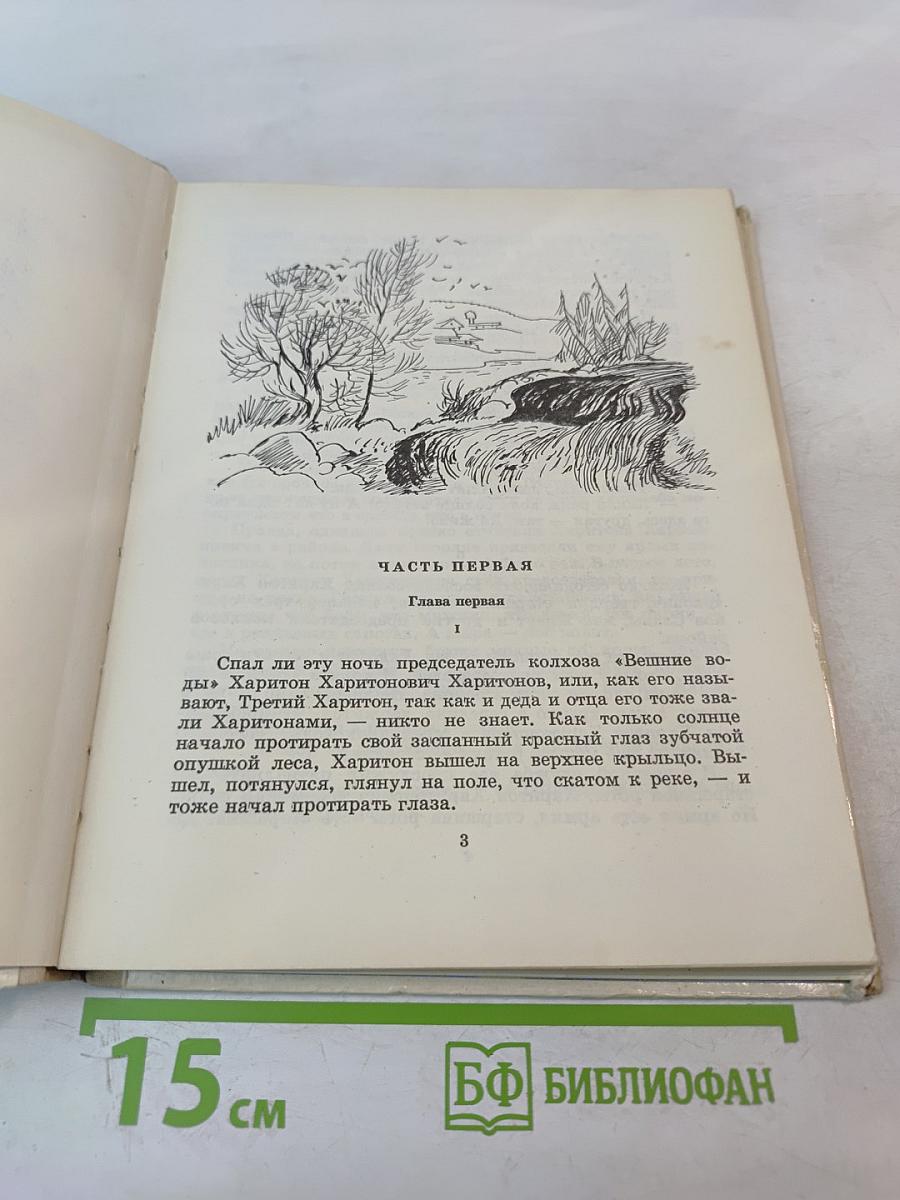 ЧАСТЬ ПЕРВАЯ
Глава первая
I
Спал ли эту ночь председатель колхоза «Вешние во-
ды» Харитон Харитонович Харитонов, или, как его назы-
вают, Третий Харитон, так как и деда и отца его тоже зва-
ли Харитонами, — никто не знает. Как только солнце
начало протирать свой заспанный красный глаз зубчатой
опушкой леса, Харитон вышел на верхнее крыльцо. Вы-
шел, потянулся, глянул на поле, что скатом к реке, — и
тоже начал протирать глаза.
3
15 см
БФ БИБЛИОФАН